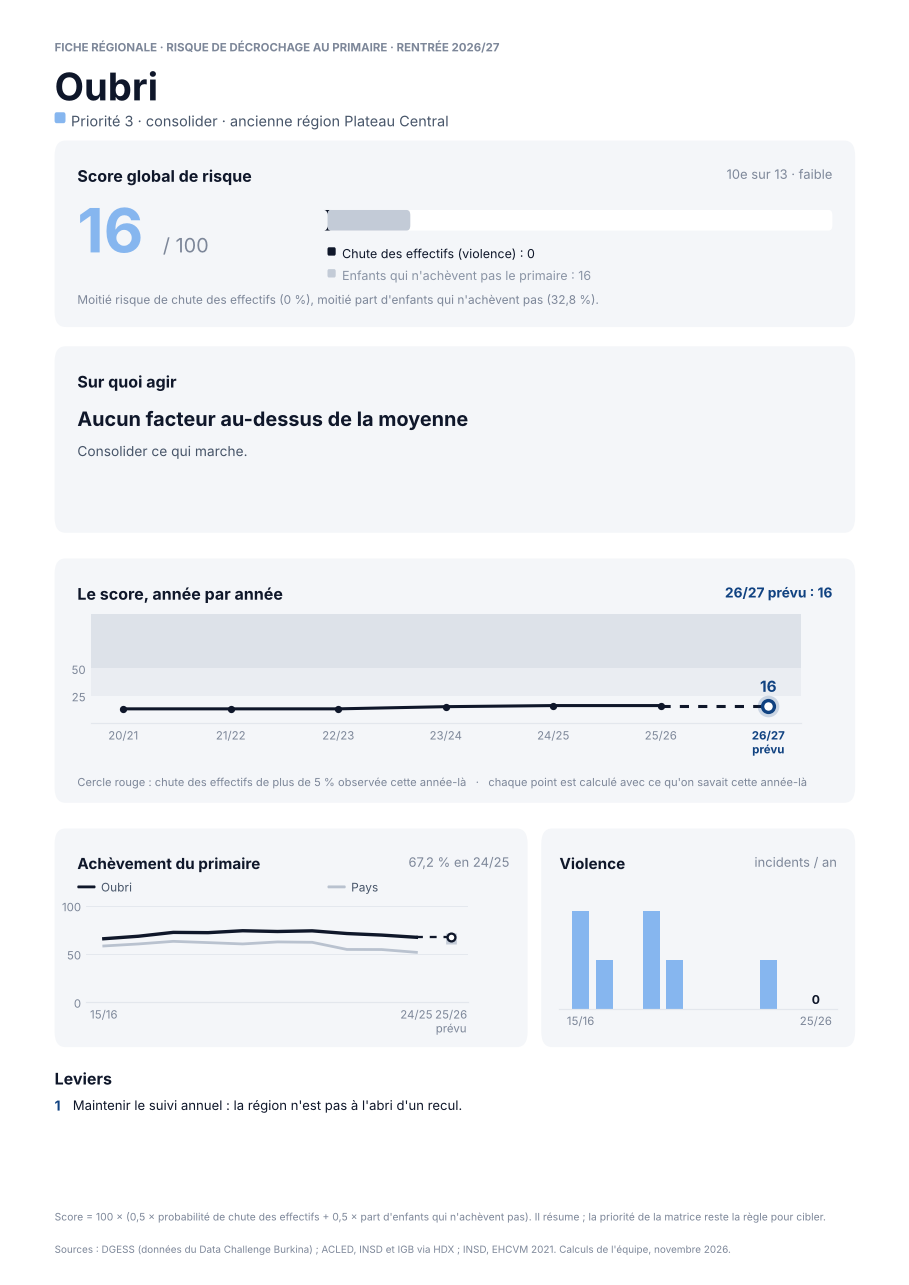 FICHE RÉGIONALE · RISQUE DE DÉCROCHAGE AU PRIMAIRE · RENTRÉE 2026/27
Oubri
Priorité 3 · consolider · ancienne région Plateau Central
Score global de risque
10e sur 13 · faible
16 / 100
Chute des effectifs (violence) : 0
Enfants qui n'achèvent pas le primaire : 16
Moitié risque de chute des effectifs (0 %), moitié part d'enfants qui n'achèvent pas (32,8 %).
Sur quoi agir
Aucun facteur au-dessus de la moyenne
Consolider ce qui marche.
Le score, année par année
26/27 prévu : 16
50
25
16
20/21 21/22 22/23 23/24 24/25 25/26 26/27
prévu
Cercle rouge : chute des effectifs de plus de 5 % observée cette année-là · chaque point est calculé avec ce qu'on savait cette année-là
Achèvement du primaire
67,2 % en 24/25
Oubri Pays
100
50
0
15/16 24/25 25/26
prévu
Violence
incidents / an
0
15/16 25/26
Leviers
1 Maintenir le suivi annuel : la région n'est pas à l'abri d'un recul.
Score = 100 × (0,5 × probabilité de chute des effectifs + 0,5 × part d'enfants qui n'achèvent pas). Il résume ; la priorité de la matrice reste la règle pour cibler.
Sources : DGESS (données du Data Challenge Burkina) ; ACLED, INSD et IGB via HDX ; INSD, EHCVM 2021. Calculs de l'équipe, novembre 2026.